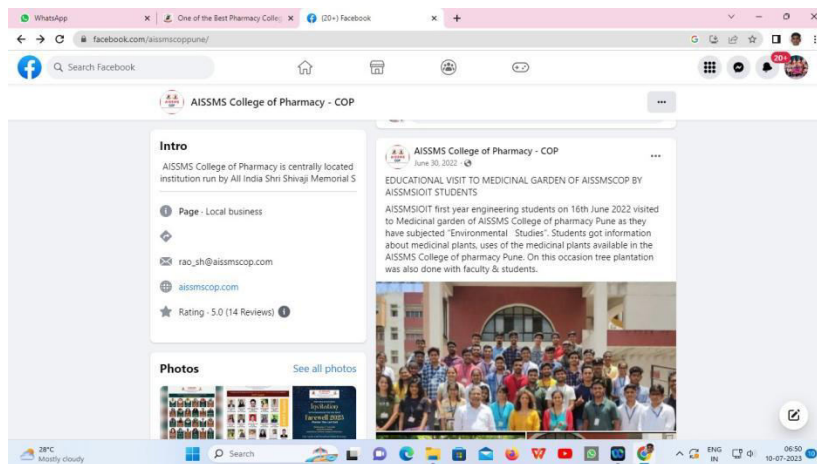 WhatsApp
One of the Best Pharmacy Colleg
(20+) Facebook
facebook.com/aissmscoppune/
Search Facebook
20+
AISSMS College of Pharmacy - COP
Intro
AISSMS College of Pharmacy is centrally located
institution run by All India Shri Shivaji Memorial S
Page · Local business
rao_sh@aissmscop.com
aissmscop.com
Rating · 5.0 (14 Reviews)
Photos
See all photos
Invitation
Farewell 2023
AISSMS College of Pharmacy - COP
June 30, 2022
EDUCATIONAL VISIT TO MEDICINAL GARDEN OF AISSMSCOP BY
AISSMSIOIT STUDENTS
AISSMSIOIT first year engineering students on 16th June 2022 visited
to Medicinal garden of AISSMS College of pharmacy Pune as they
have subjected "Environmental Studies". Students got information
about medicinal plants, uses of the medicinal plants available in the
AISSMS College of pharmacy Pune. On this occasion tree plantation
was also done with faculty & students.
28°C
Mostly cloudy
Search
ENG
IN
06:50
10-07-2023